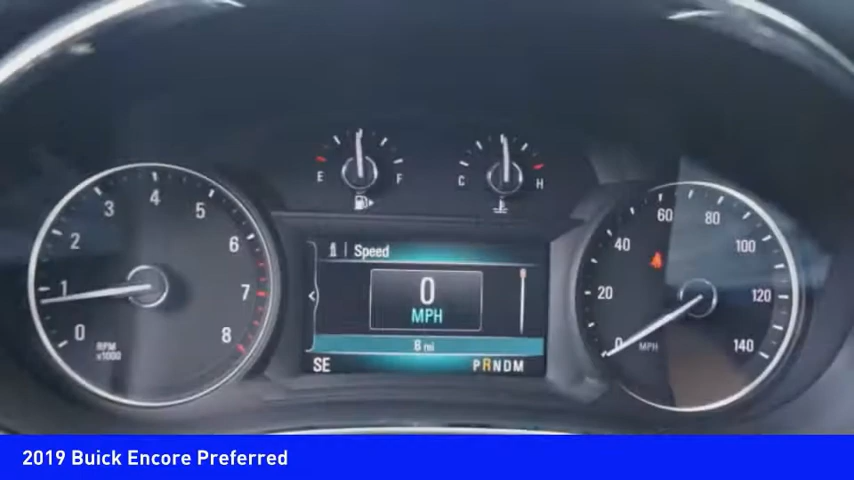 E F
C H
0 1 2 3 4 5 6 7 8
RPM
x1000
Speed
0
MPH
8 mi
SE PRNDM
0 20 40 60 80 100 120 140
MPH
2019 Buick Encore Preferred